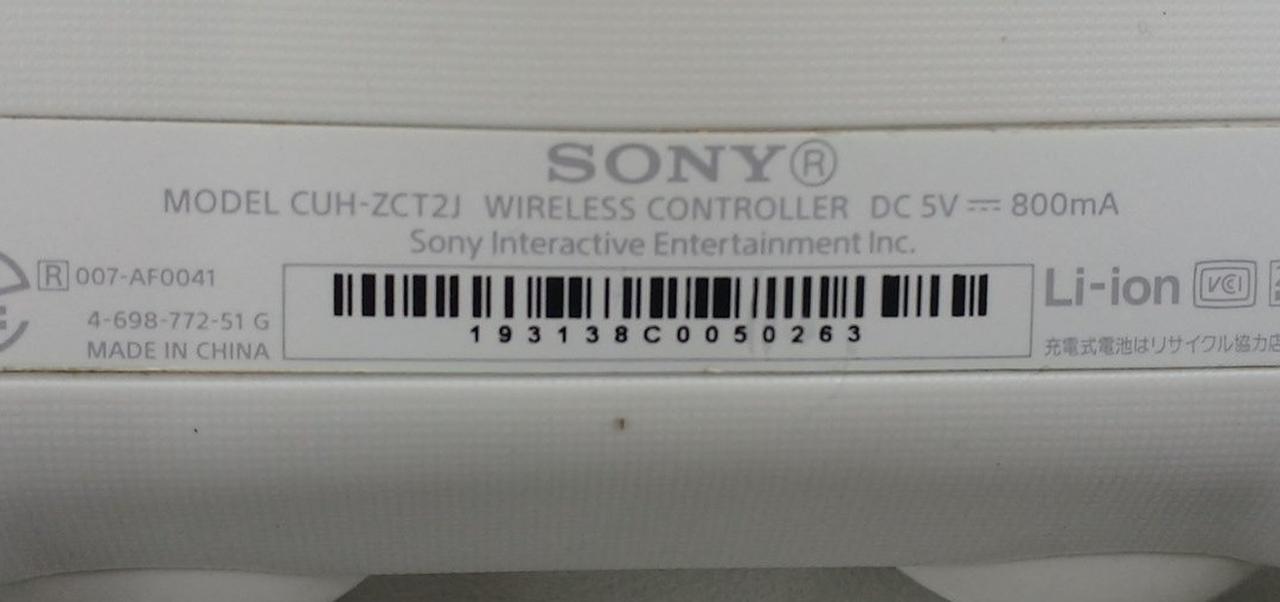 SONY®
MODEL CUH-ZCT2J WIRELESS CONTROLLER DC 5V ⎓ 800mA
Sony Interactive Entertainment Inc.
R 007-AF0041
4-698-772-51 G
MADE IN CHINA
193138C0050263
Li-ion VCI
充電式電池はリサイクル協力店